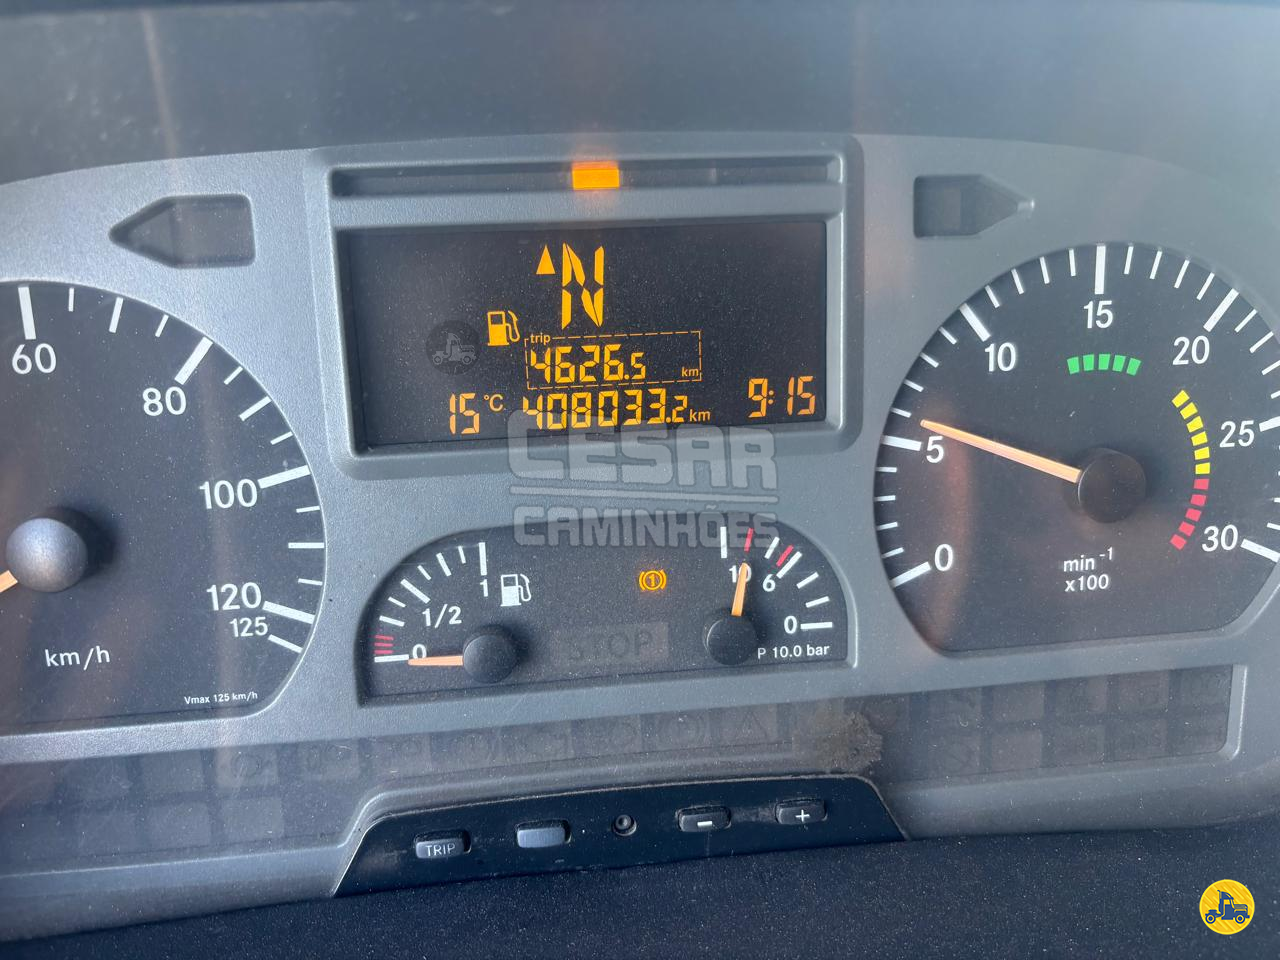 N
trip
4626.5 km
15 °C 408033.2 km 9:15
CESAR
CAMINHÕES
60
80
100
120
125
km/h
Vmax 125 km/h
0
1/2
1
STOP
10
6
0
P 10.0 bar
0
5
10
15
20
25
30
min⁻¹
x100
TRIP
-
+